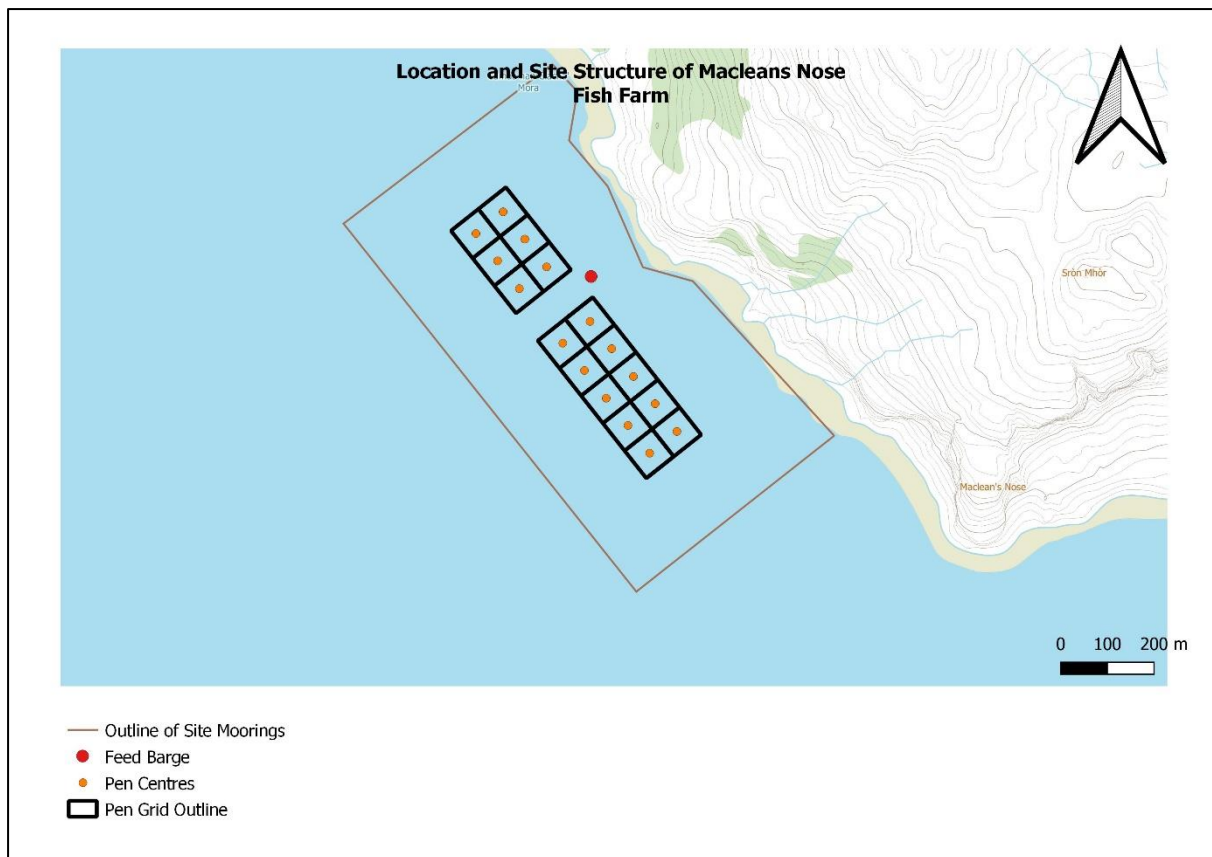 Location and Site Structure of Macleans Nose
Fish Farm
Mòra
Sròn Mhòr
Maclean's Nose
0 100 200 m
Outline of Site Moorings
Feed Barge
Pen Centres
Pen Grid Outline